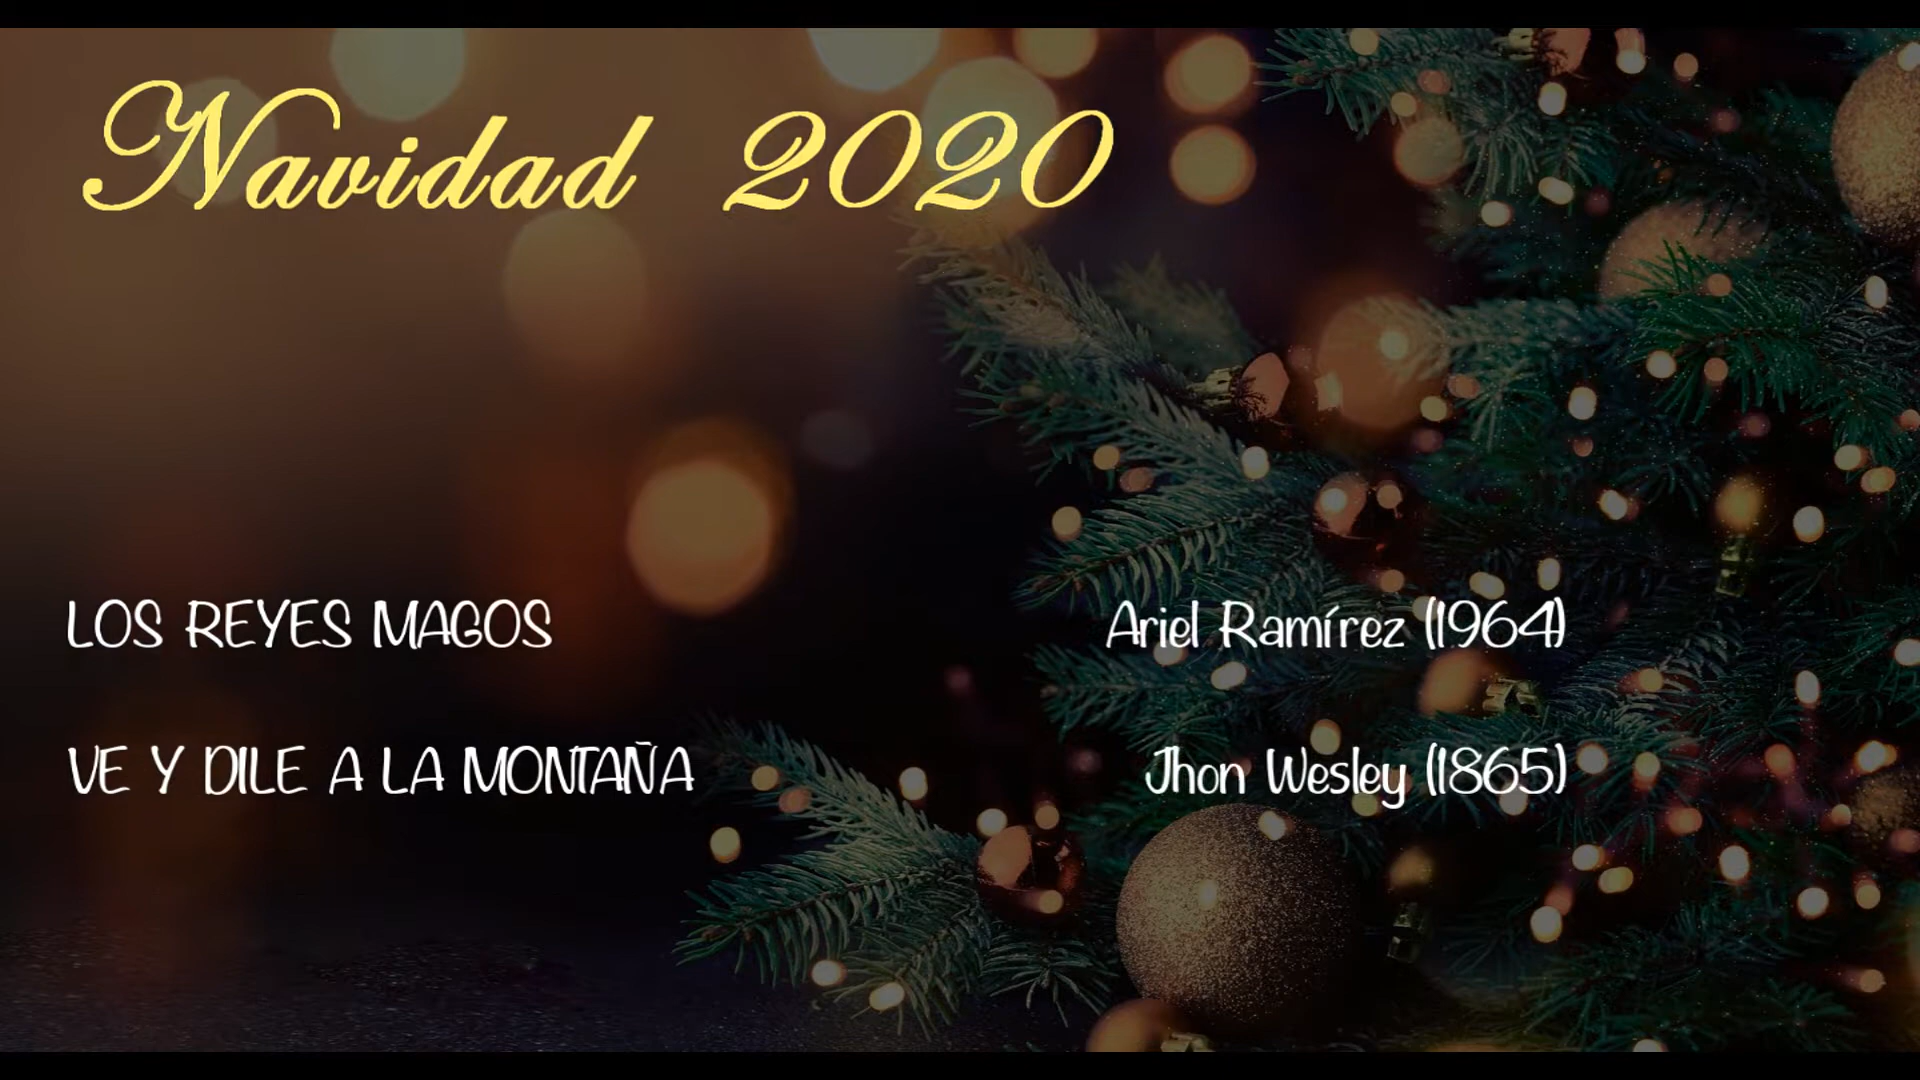 Navidad 2020
LOS REYES MAGOS Ariel Ramírez (1964)
VE Y DILE A LA MONTAÑA Jhon Wesley (1865)